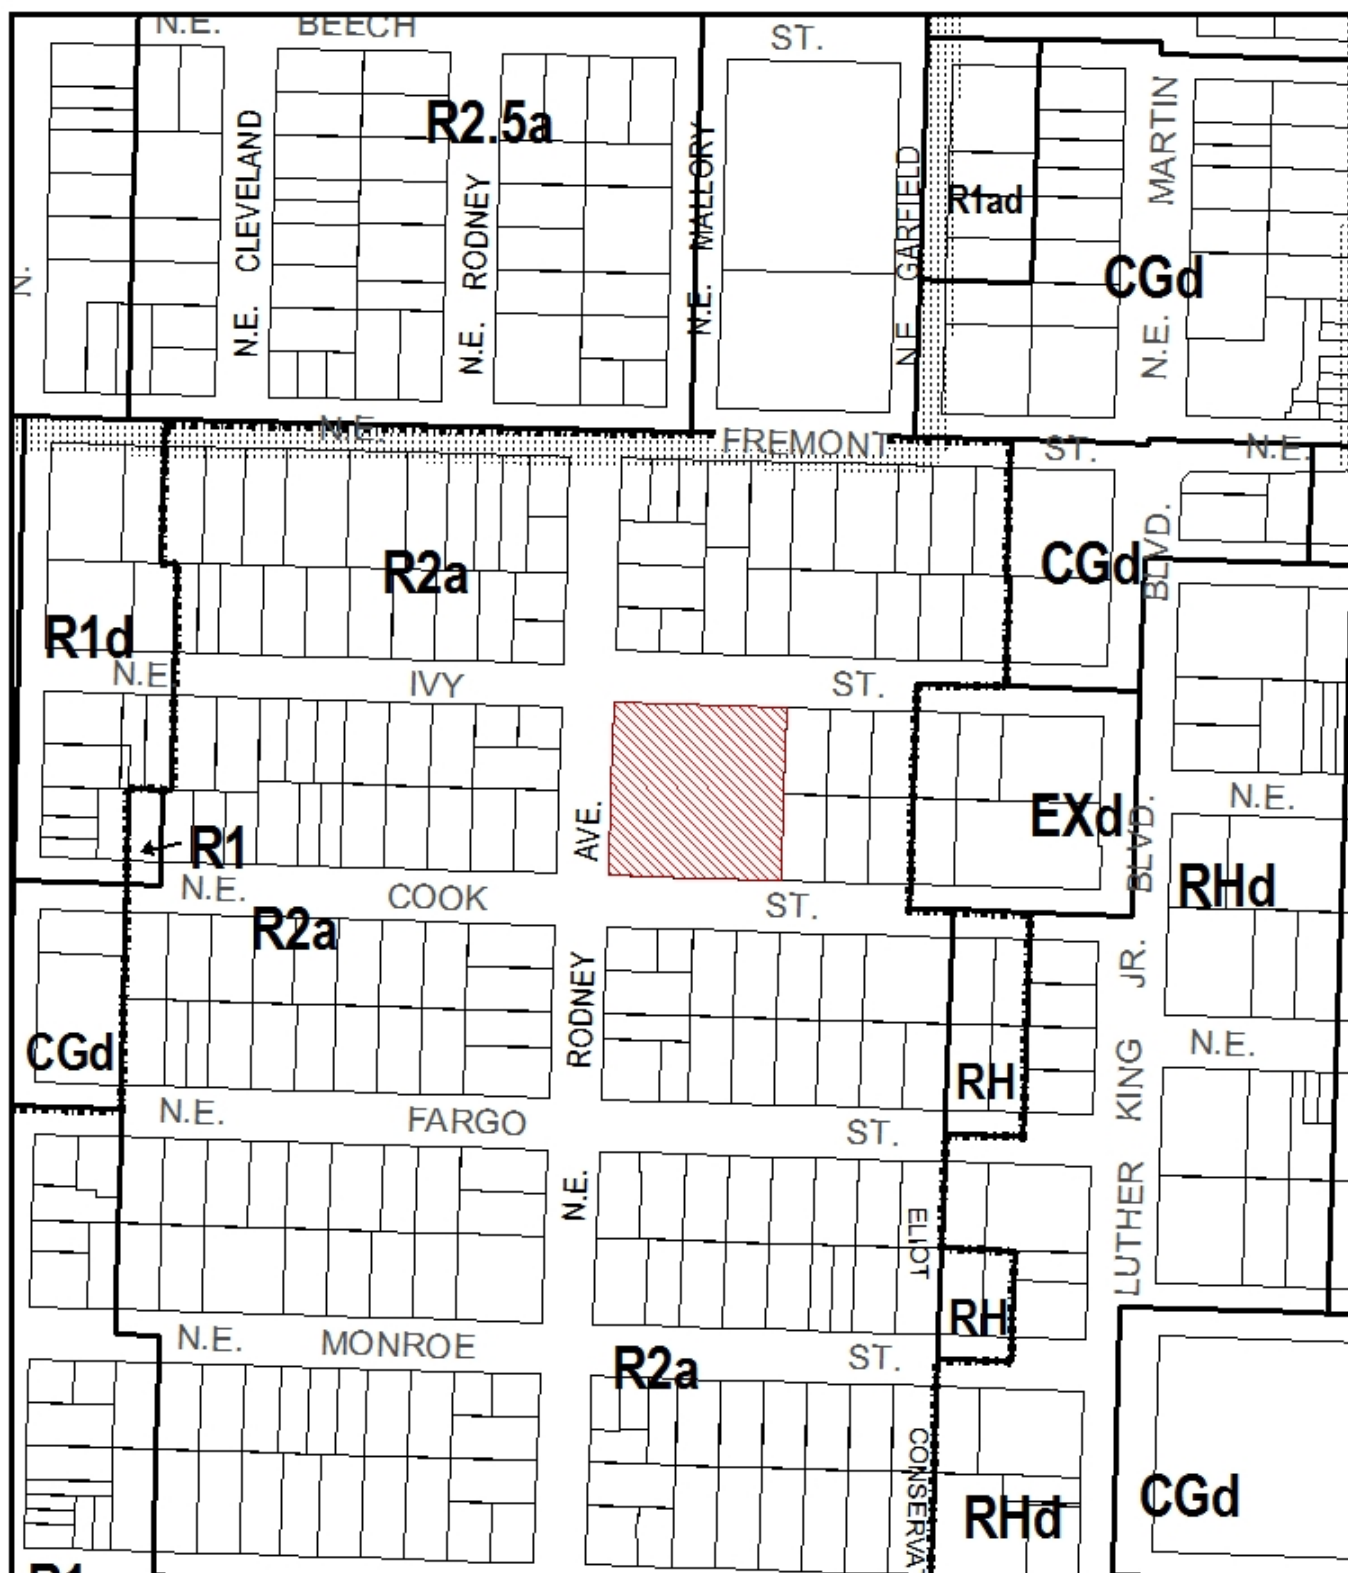 N.E. BEECH ST.
R2.5a
N.E. CLEVELAND
N.E. RODNEY
N.E. MALLORY
N.E. GARFIELD
R1ad
N.E. MARTIN
CGd
N.
N.E. FREMONT ST. N.E.
R2a
CGd
BLVD.
R1d
N.E. IVY ST.
AVE.
EXd
BLVD.
N.E.
R1
RHd
N.E. COOK ST.
R2a
RODNEY
JR.
CGd
RH
KING
N.E.
N.E. FARGO ST.
N.E.
ELIOT
LUTHER
RH
N.E. MONROE ST.
R2a
CONSERVA
RHd
CGd